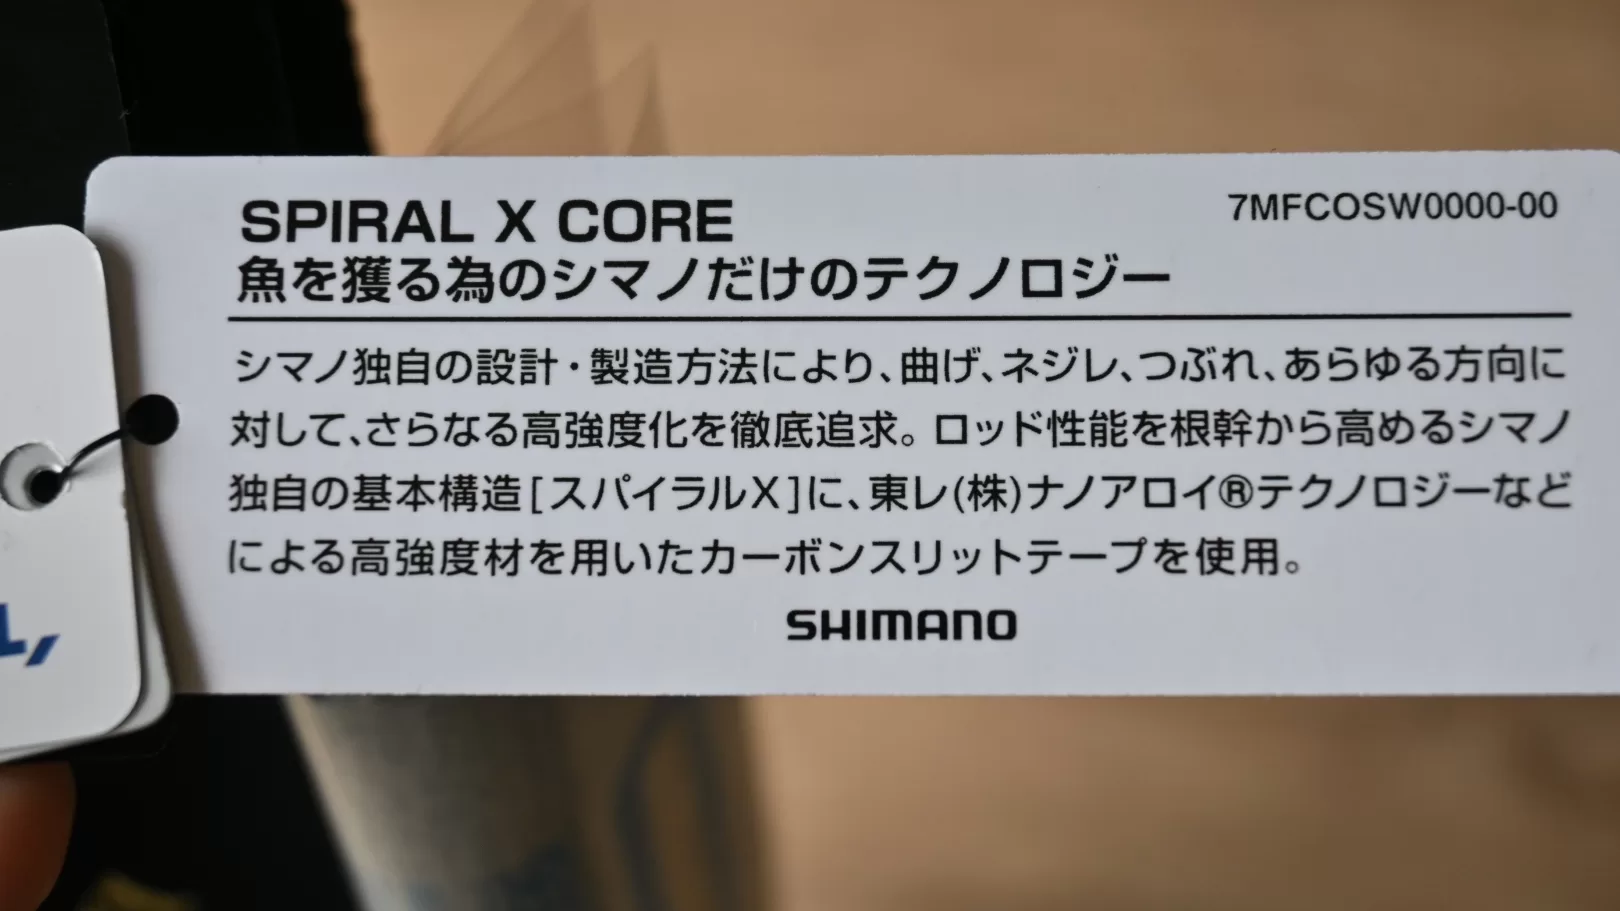 SPIRAL X CORE
7MFCOSW0000-00
魚を獲る為のシマノだけのテクノロジー
シマノ独自の設計・製造方法により、曲げ、ネジレ、つぶれ、あらゆる方向に
対して、さらなる高強度化を徹底追求。ロッド性能を根幹から高めるシマノ
独自の基本構造[スパイラルX]に、東レ(株)ナノアロイ®テクノロジーなど
による高強度材を用いたカーボンスリットテープを使用。
SHIMANO